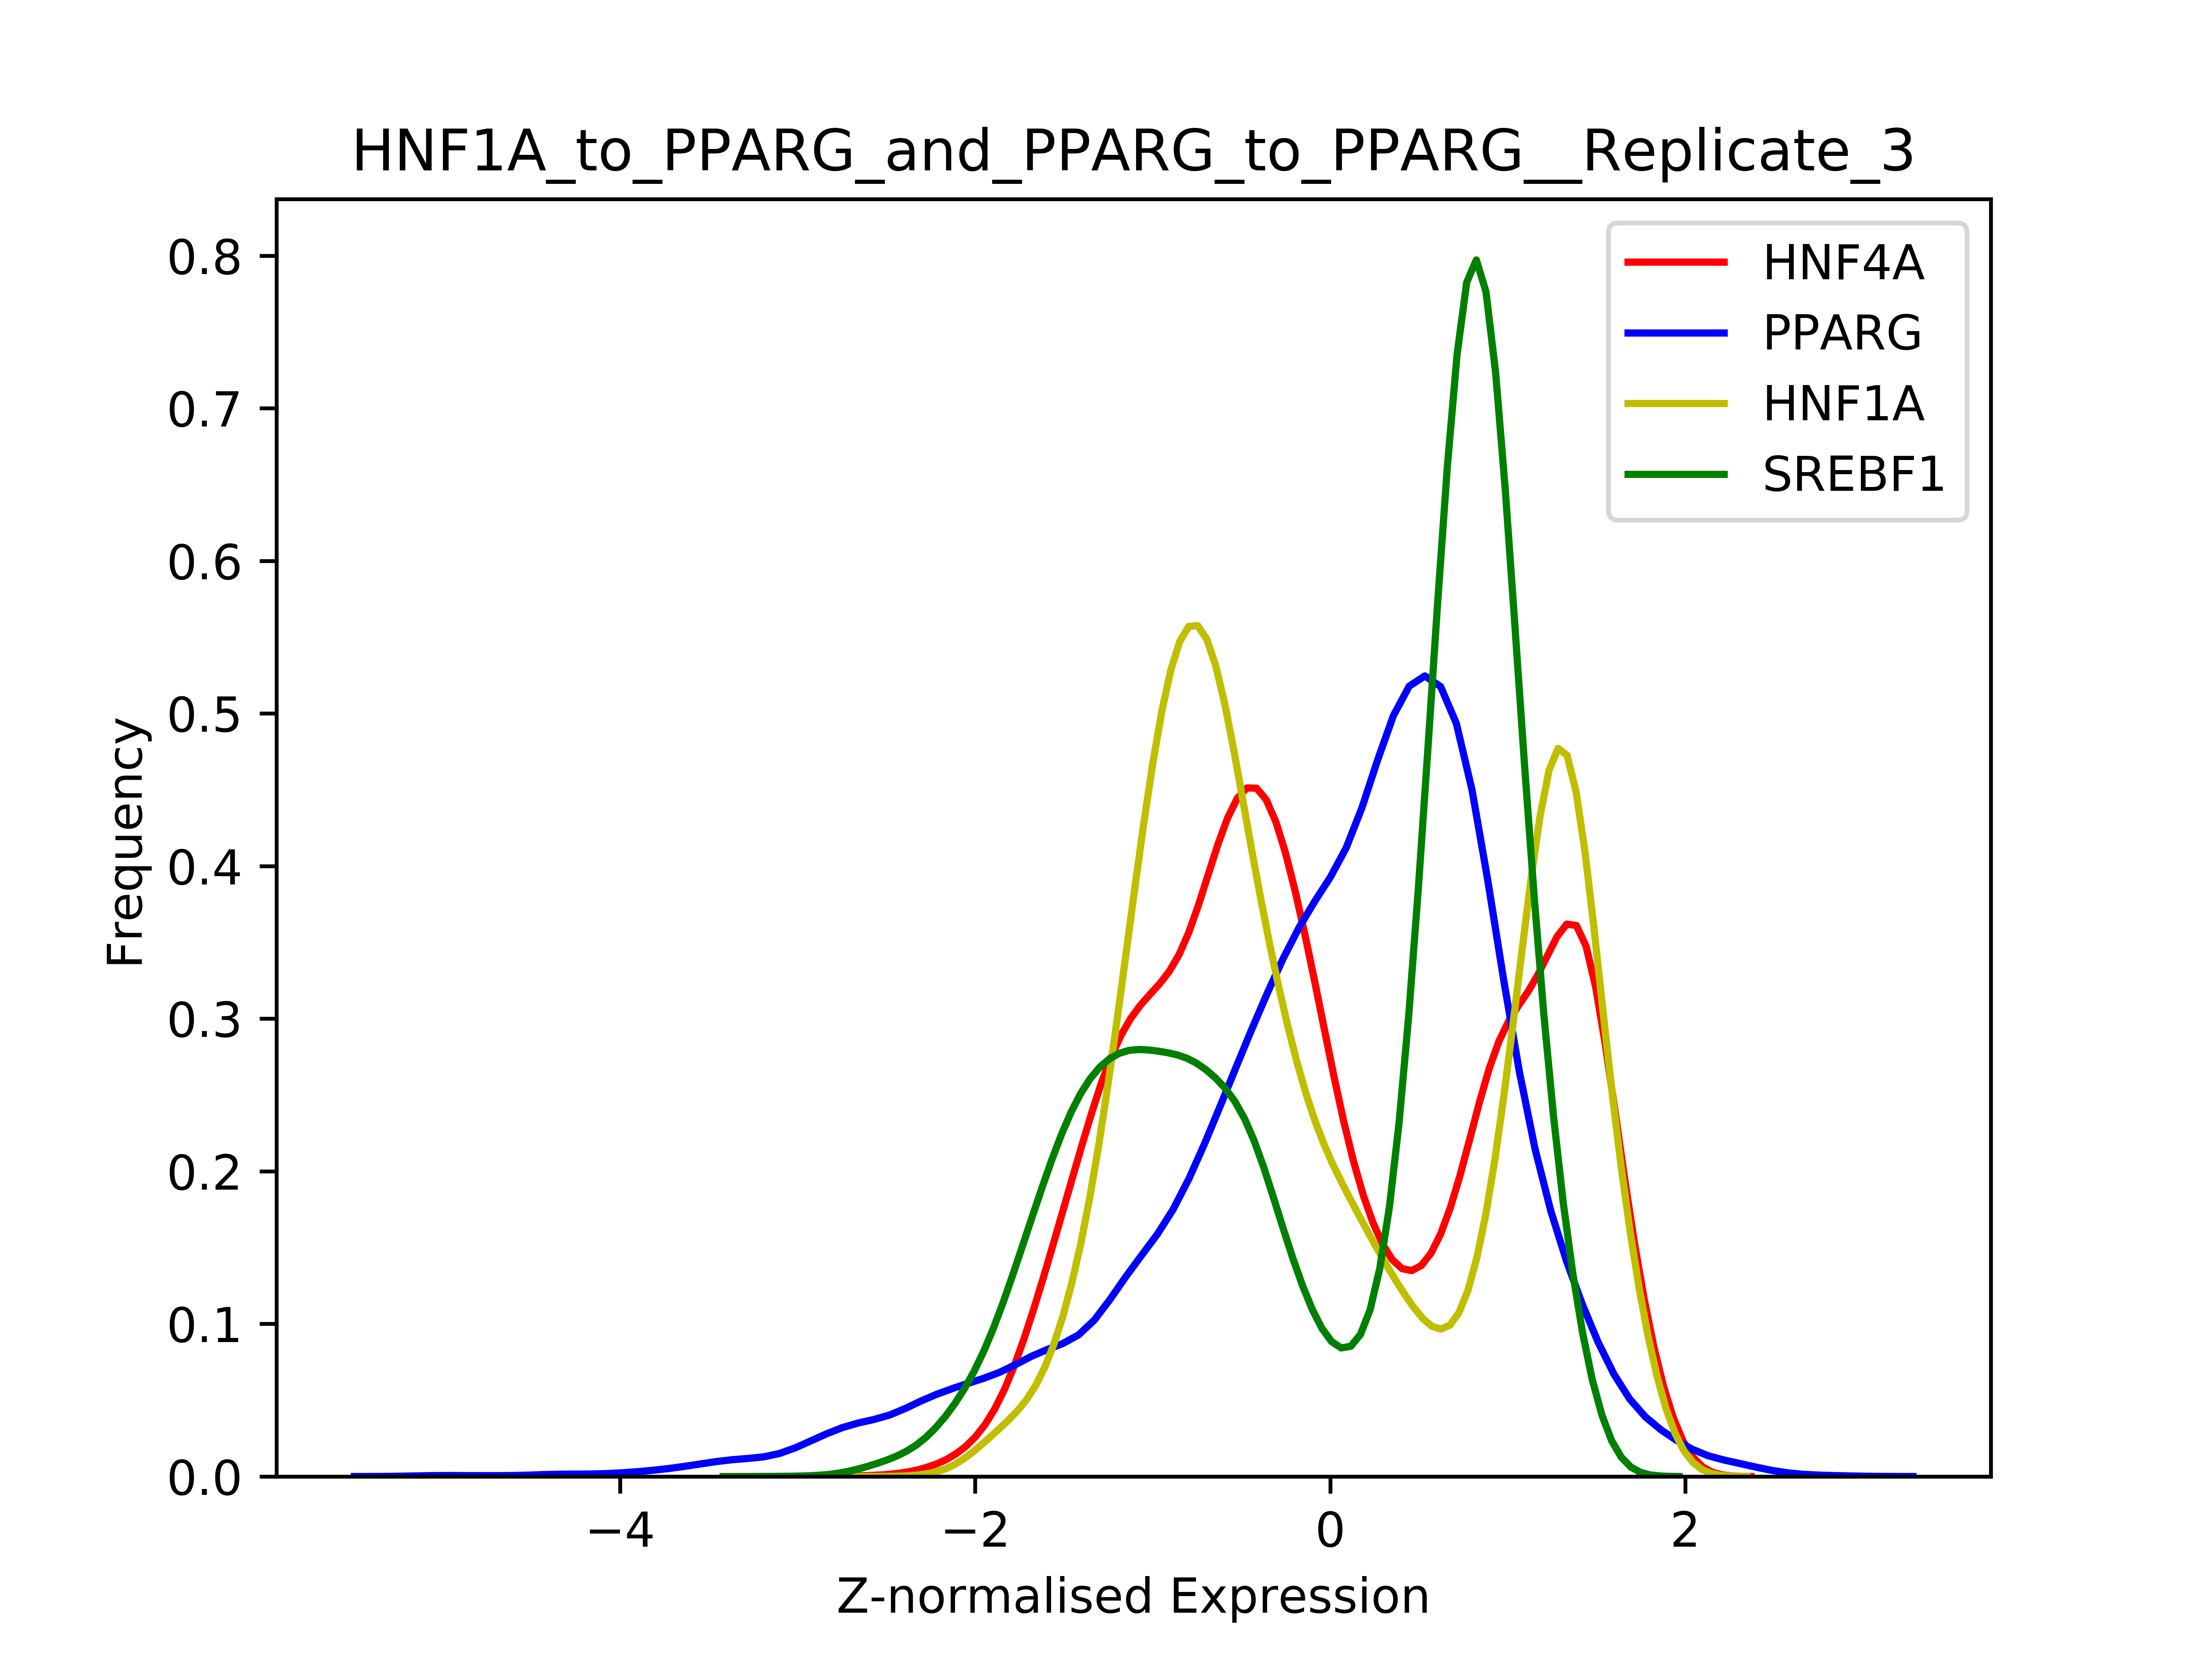 HNF1A_to_PPARG_and_PPARG_to_PPARG__Replicate_3
HNF4A
PPARG
HNF1A
SREBF1
0.8
0.7
0.6
0.5
0.4
0.3
0.2
0.1
0.0
Frequency
−4 −2 0 2
Z-normalised Expression